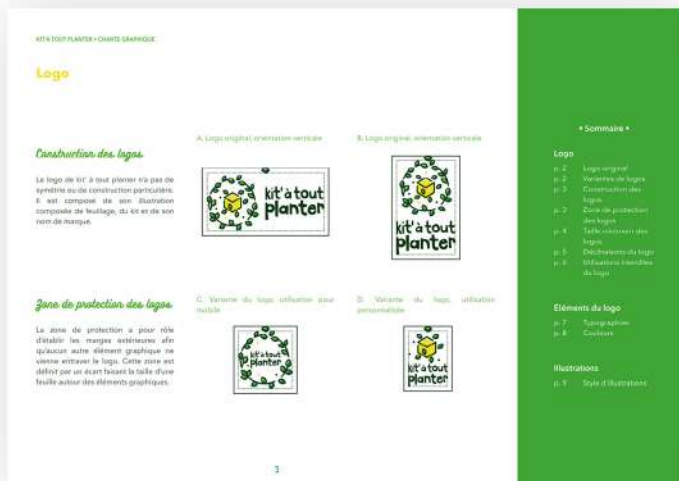 KIT'À TOUT PLANTER • CHARTE GRAPHIQUE
Logo
Construction des logos
Le logo de kit' à tout planter n'a pas de
symétrie ou de construction particulière.
Il est composé de son illustration
composée de feuillage, du kit et de son
nom de marque.
A. Logo original, orientation verticale
kit'à tout
planter
B. Logo original, orientation verticale
kit'à tout
planter
Zone de protection des logos
La zone de protection a pour rôle
d'établir les marges extérieures afin
qu'aucun autre élément graphique ne
vienne entraver le logo. Cette zone est
définit par un écart faisant la taille d'une
feuille autour des éléments graphiques.
C. Variante du logo, utilisation pour
mobile
kit'à tout
planter
D. Variante du logo, utilisation
personnalisée
kit'à tout
planter
3
• Sommaire •
Logo
p. 2 Logo original
p. 2 Variantes de logos
p. 3 Construction des
logos
p. 3 Zone de protection
des logos
p. 4 Taille minimum des
logos
p. 5 Déclinaisons du logo
p. 6 Utilisations interdites
du logo
Éléments du logo
p. 7 Typographies
p. 8 Couleurs
Illustrations
p. 9 Style d'illustrations